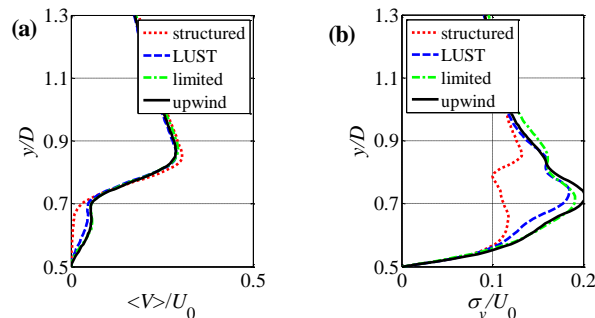 (a)
1.3
1.1
0.9
0.7
0.5
y/D
0
0.5
<V>/U0
structured
LUST
limited
upwind
(b)
1.3
1.1
0.9
0.7
0.5
y/D
0
0.1
0.2
σv/U0
structured
LUST
limited
upwind